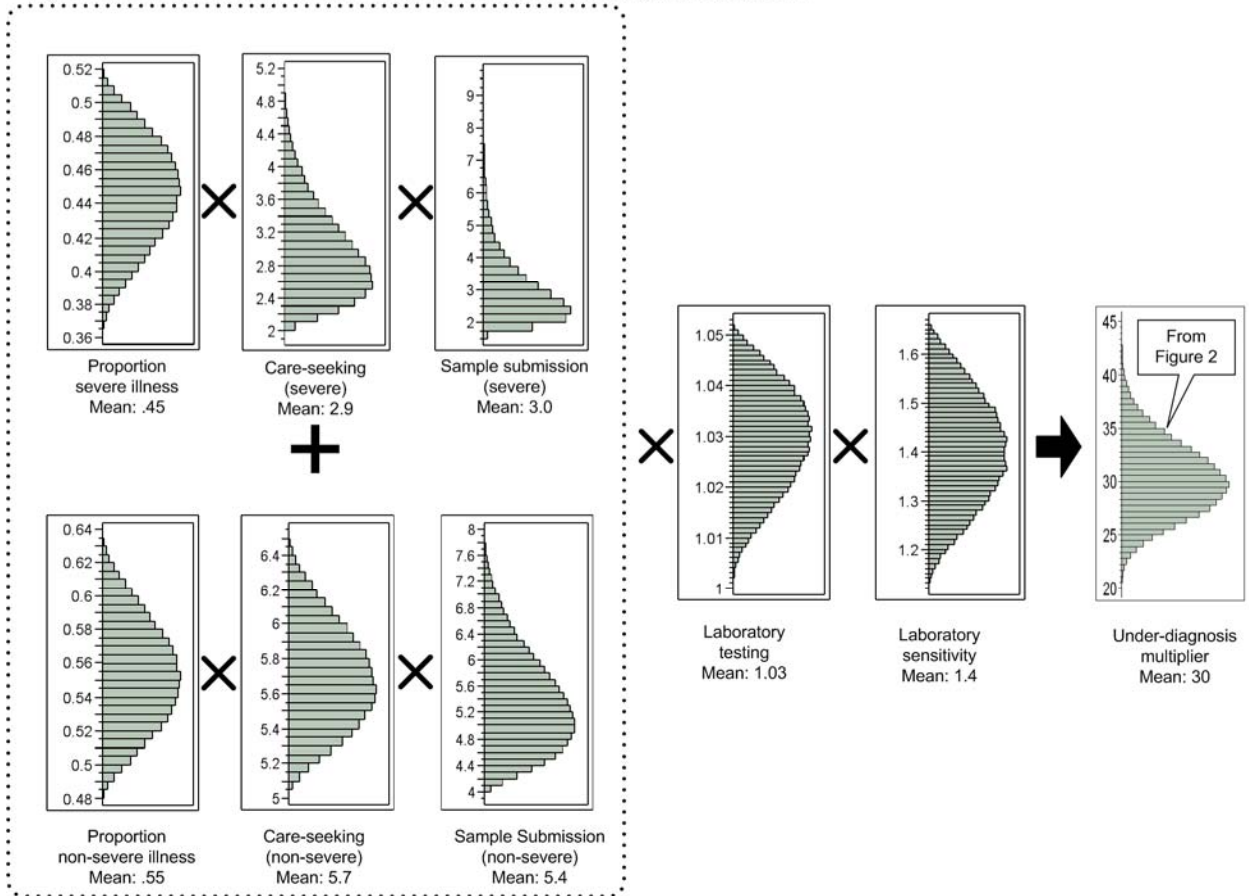 0.52
0.5
0.48
0.46
0.44
0.42
0.4
0.38
0.36
Proportion
severe illness
Mean: .45
×
5.2
4.8
4.4
4
3.6
3.2
2.8
2.4
2
Care-seeking
(severe)
Mean: 2.9
×
9
8
7
6
5
4
3
2
Sample submission
(severe)
Mean: 3.0
+
0.64
0.62
0.6
0.58
0.56
0.54
0.52
0.5
0.48
Proportion
non-severe illness
Mean: .55
×
6.4
6.2
6
5.8
5.6
5.4
5.2
5
Care-seeking
(non-severe)
Mean: 5.7
×
8
7.6
7.2
6.8
6.4
6
5.6
5.2
4.8
4.4
4
Sample Submission
(non-severe)
Mean: 5.4
×
1.05
1.04
1.03
1.02
1.01
1
Laboratory
testing
Mean: 1.03
×
1.6
1.5
1.4
1.3
1.2
Laboratory
sensitivity
Mean: 1.4
45
40
35
30
25
20
From
Figure 2
Under-diagnosis
multiplier
Mean: 30